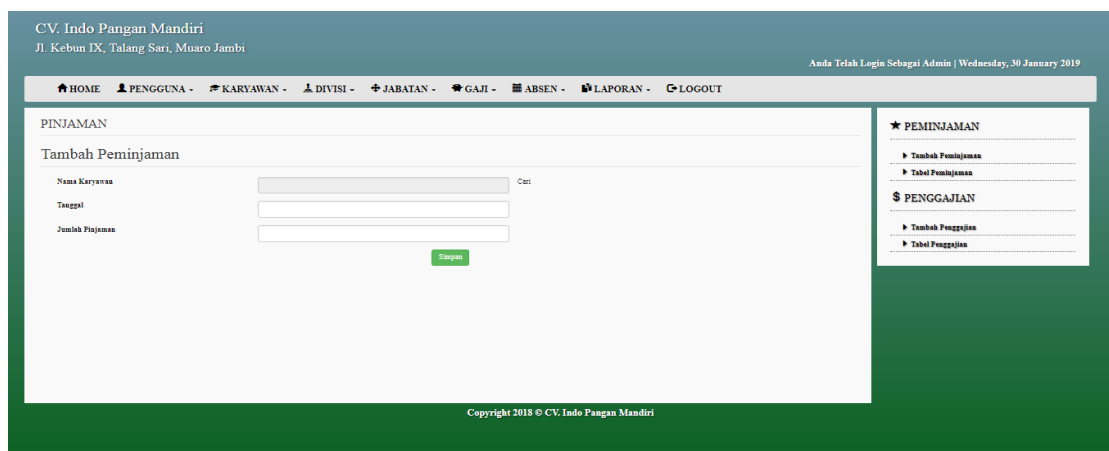 CV. Indo Pangan Mandiri
Jl. Kebun IX, Talang Sari, Muaro Jambi
Anda Telah Login Sebagai Admin | Wednesday, 30 January 2019
HOME PENGGUNA - KARYAWAN - DIVISI - JABATAN - GAJI - ABSEN - LAPORAN - LOGOUT
PINJAMAN
Tambah Peminjaman
Nama Karyawan Cari
Tanggal
Jumlah Pinjaman
Simpan
PEMINJAMAN
Tambah Peminjaman
Tabel Peminjaman
$ PENGGAJIAN
Tambah Penggajian
Tabel Penggajian
Copyright 2018 © CV. Indo Pangan Mandiri